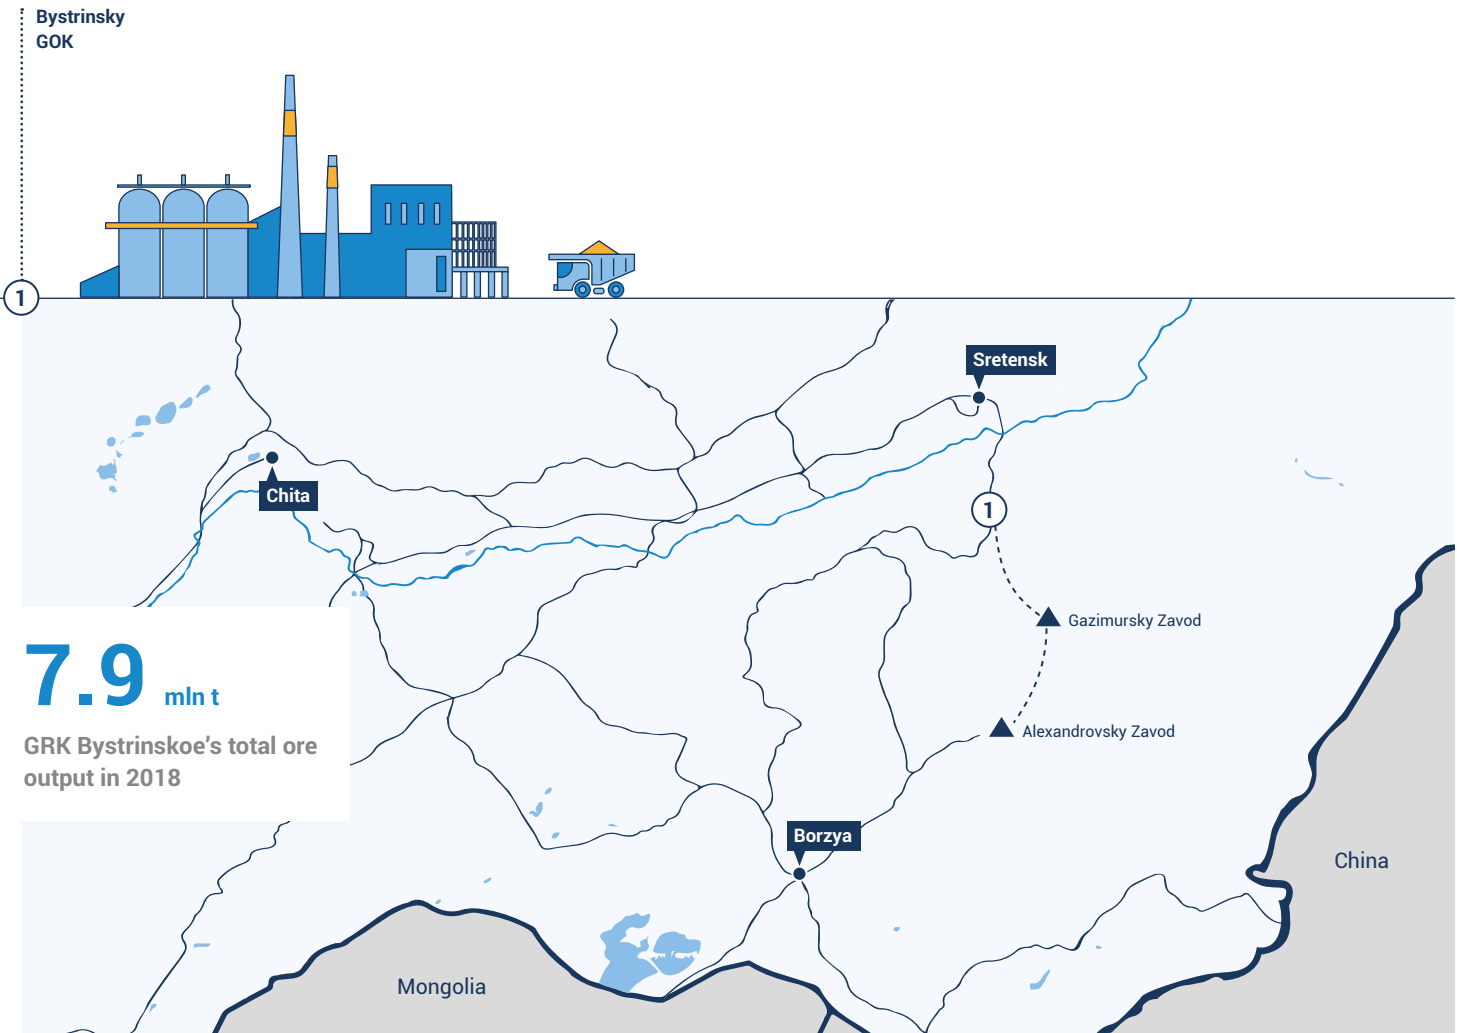 Bystrinsky
GOK
1
Sretensk
Chita
1
Gazimursky Zavod
7.9 mln t
GRK Bystrinskoe's total ore
output in 2018
Alexandrovsky Zavod
Borzya
China
Mongolia